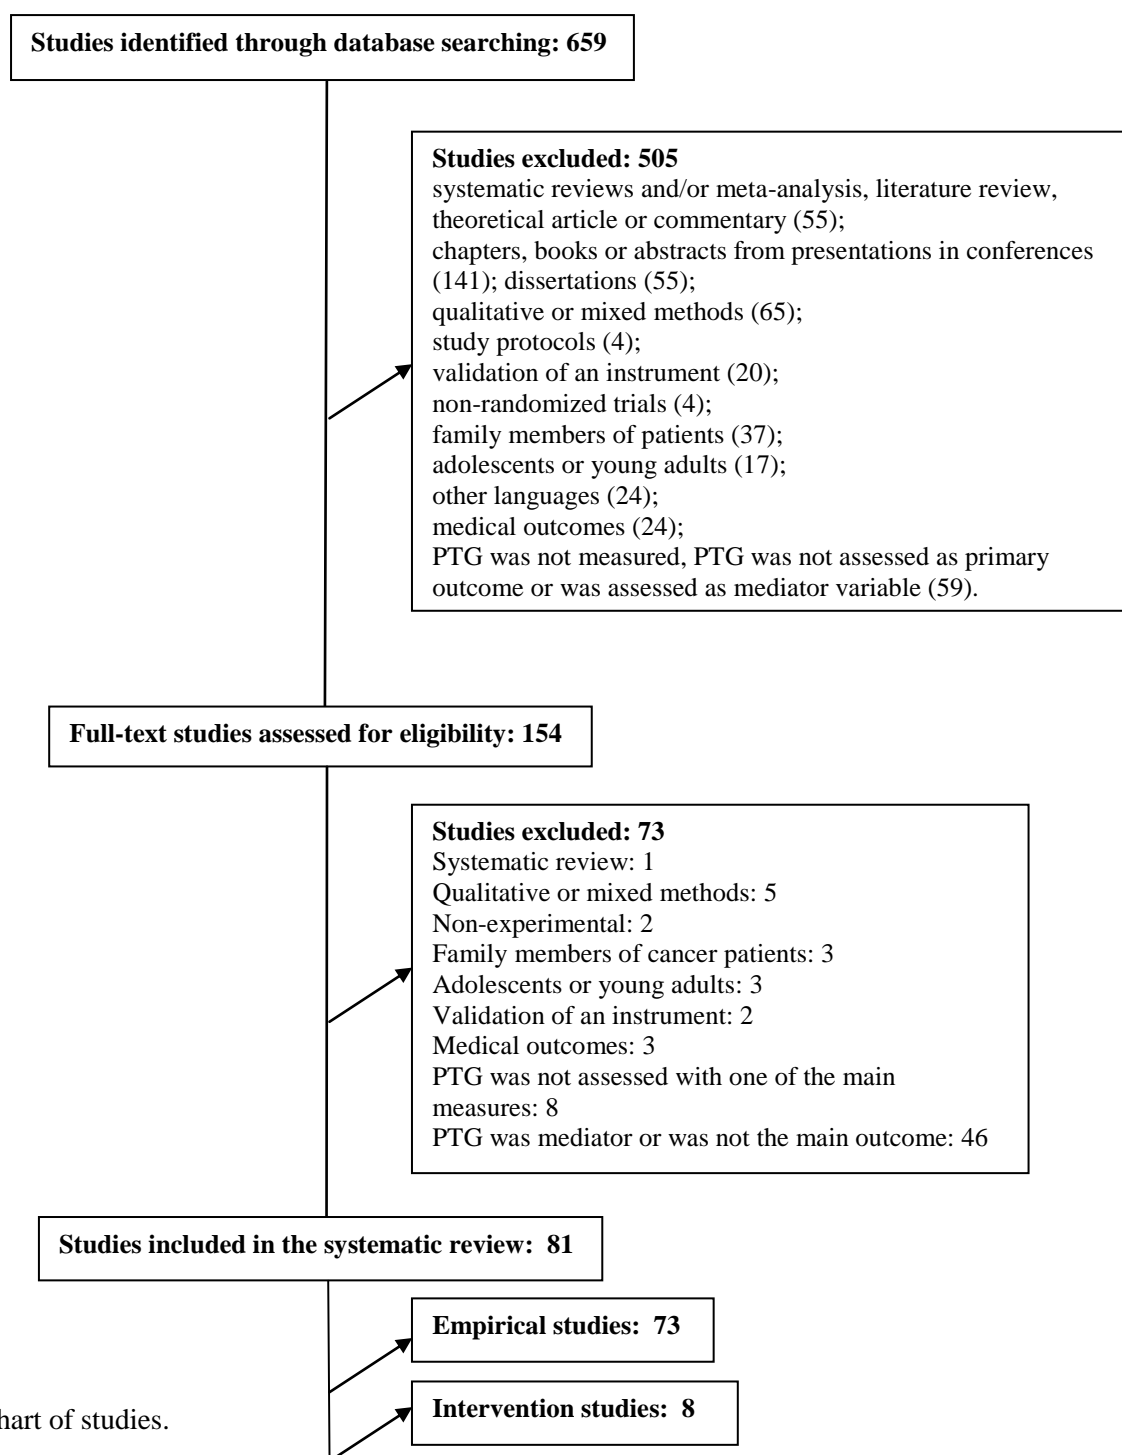 Studies identified through database searching: 659
Studies excluded: 505
systematic reviews and/or meta-analysis, literature review,
theoretical article or commentary (55);
chapters, books or abstracts from presentations in conferences
(141); dissertations (55);
qualitative or mixed methods (65);
study protocols (4);
validation of an instrument (20);
non-randomized trials (4);
family members of patients (37);
adolescents or young adults (17);
other languages (24);
medical outcomes (24);
PTG was not measured, PTG was not assessed as primary
outcome or was assessed as mediator variable (59).
Full-text studies assessed for eligibility: 154
Studies excluded: 73
Systematic review: 1
Qualitative or mixed methods: 5
Non-experimental: 2
Family members of cancer patients: 3
Adolescents or young adults: 3
Validation of an instrument: 2
Medical outcomes: 3
PTG was not assessed with one of the main
measures: 8
PTG was mediator or was not the main outcome: 46
Studies included in the systematic review: 81
Empirical studies: 73
Intervention studies: 8
hart of studies.